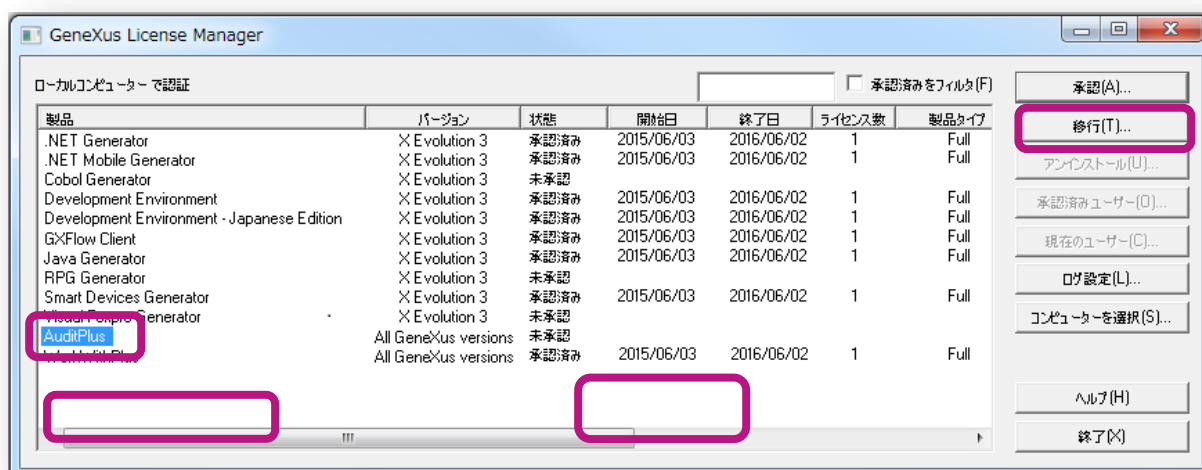 GeneXus License Manager
ローカルコンピューター で認証
承認済みをフィルタ(F)
承認(A)...
製品 バージョン 状態 開始日 終了日 ライセンス数 製品タイプ
移行(T)...
.NET Generator X Evolution 3 承認済み 2015/06/03 2016/06/02 1 Full
.NET Mobile Generator X Evolution 3 承認済み 2015/06/03 2016/06/02 1 Full
アンインストール(U)...
Cobol Generator X Evolution 3 未承認
Development Environment X Evolution 3 承認済み 2015/06/03 2016/06/02 1 Full
承認済みユーザー(O)...
Development Environment - Japanese Edition X Evolution 3 承認済み 2015/06/03 2016/06/02 1 Full
GXFlow Client X Evolution 3 承認済み 2015/06/03 2016/06/02 1 Full
現在のユーザー(C)...
Java Generator X Evolution 3 承認済み 2015/06/03 2016/06/02 1 Full
RPG Generator X Evolution 3 未承認
ログ設定(L)...
Smart Devices Generator X Evolution 3 承認済み 2015/06/03 2016/06/02 1 Full
Visual Foxpro Generator X Evolution 3 未承認
コンピューターを選択(S)...
AuditPlus All GeneXus versions 未承認
WorkWithPlus All GeneXus versions 承認済み 2015/06/03 2016/06/02 1 Full
ヘルプ(H)
終了(X)